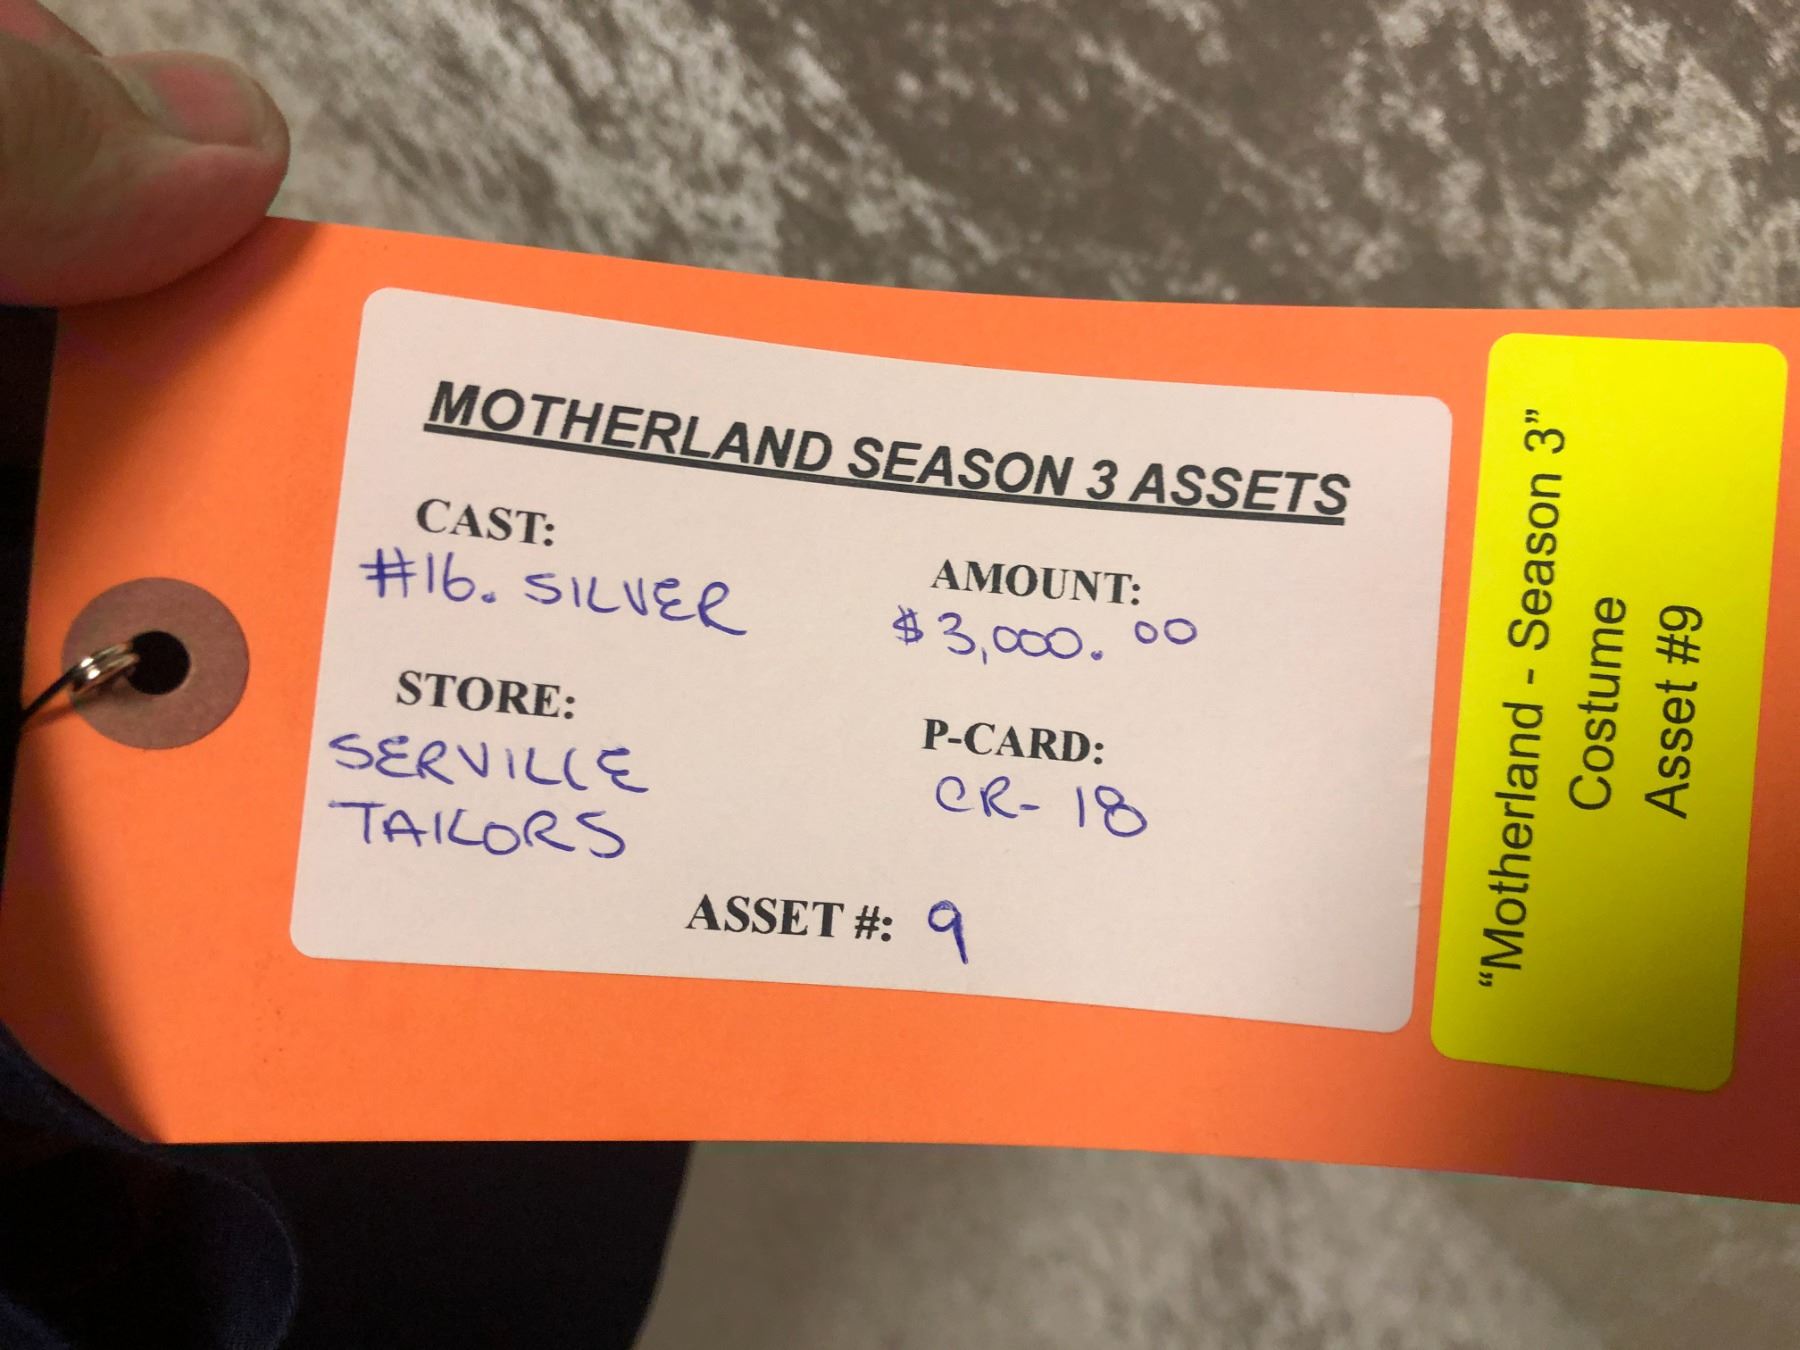 MOTHERLAND SEASON 3 ASSETS
CAST:
#16. SILVER
AMOUNT:
$3,000.00
STORE:
SERVILLE
TAILORS
P-CARD:
CR-18
ASSET #: 9
“Motherland - Season 3”
Costume
Asset #9